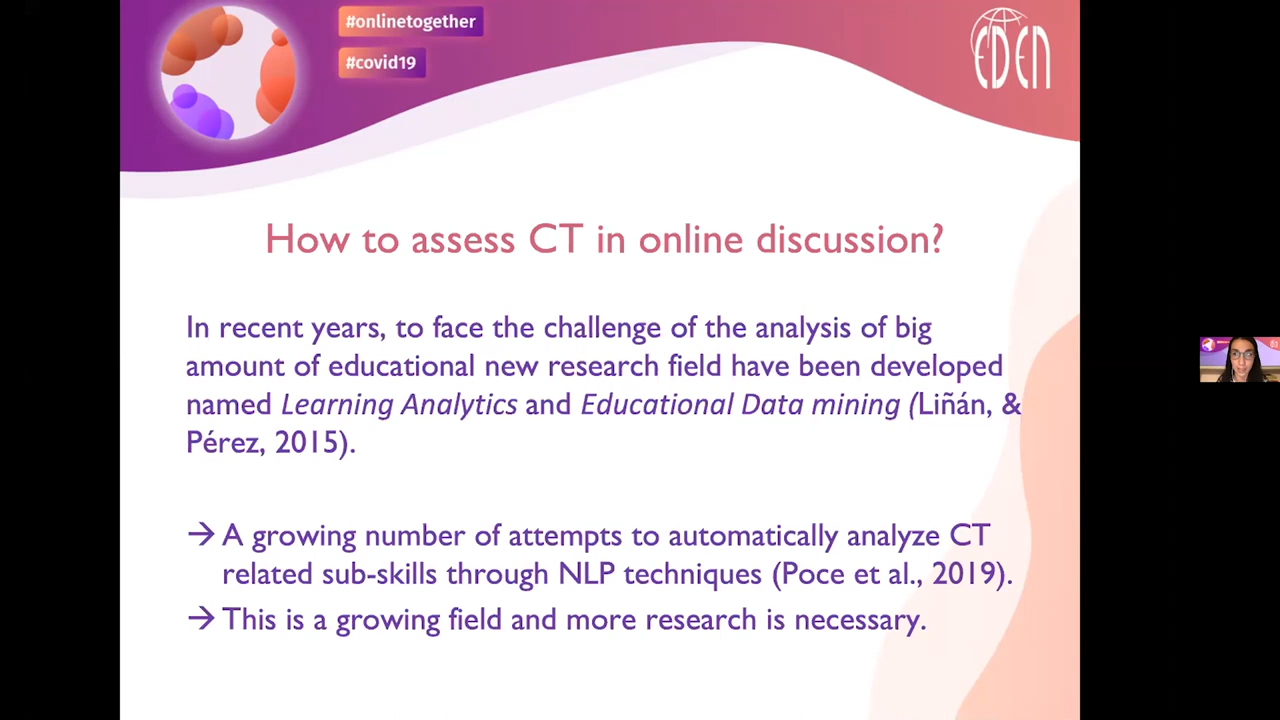 #onlinetogether
#covid19
EDEN
How to assess CT in online discussion?
In recent years, to face the challenge of the analysis of big
amount of educational new research field have been developed
named Learning Analytics and Educational Data mining (Liñán, &
Pérez, 2015).
→ A growing number of attempts to automatically analyze CT
related sub-skills through NLP techniques (Poce et al., 2019).
→ This is a growing field and more research is necessary.